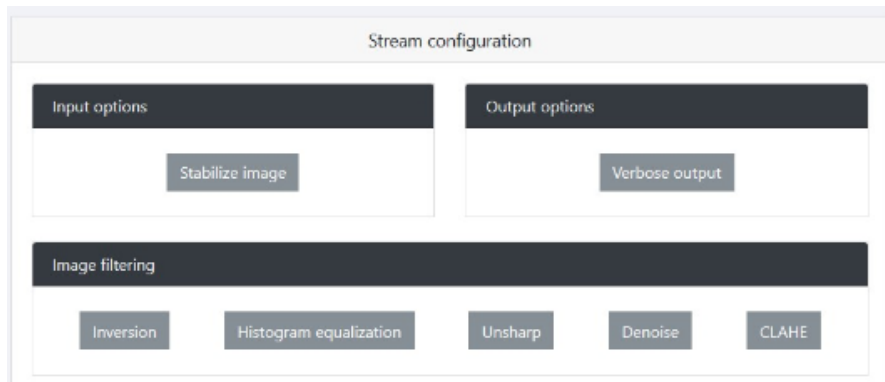 Stream configuration
Input options
Output options
Stabilize image
Verbose output
Image filtering
Inversion
Histogram equalization
Unsharp
Denoise
CLAHE